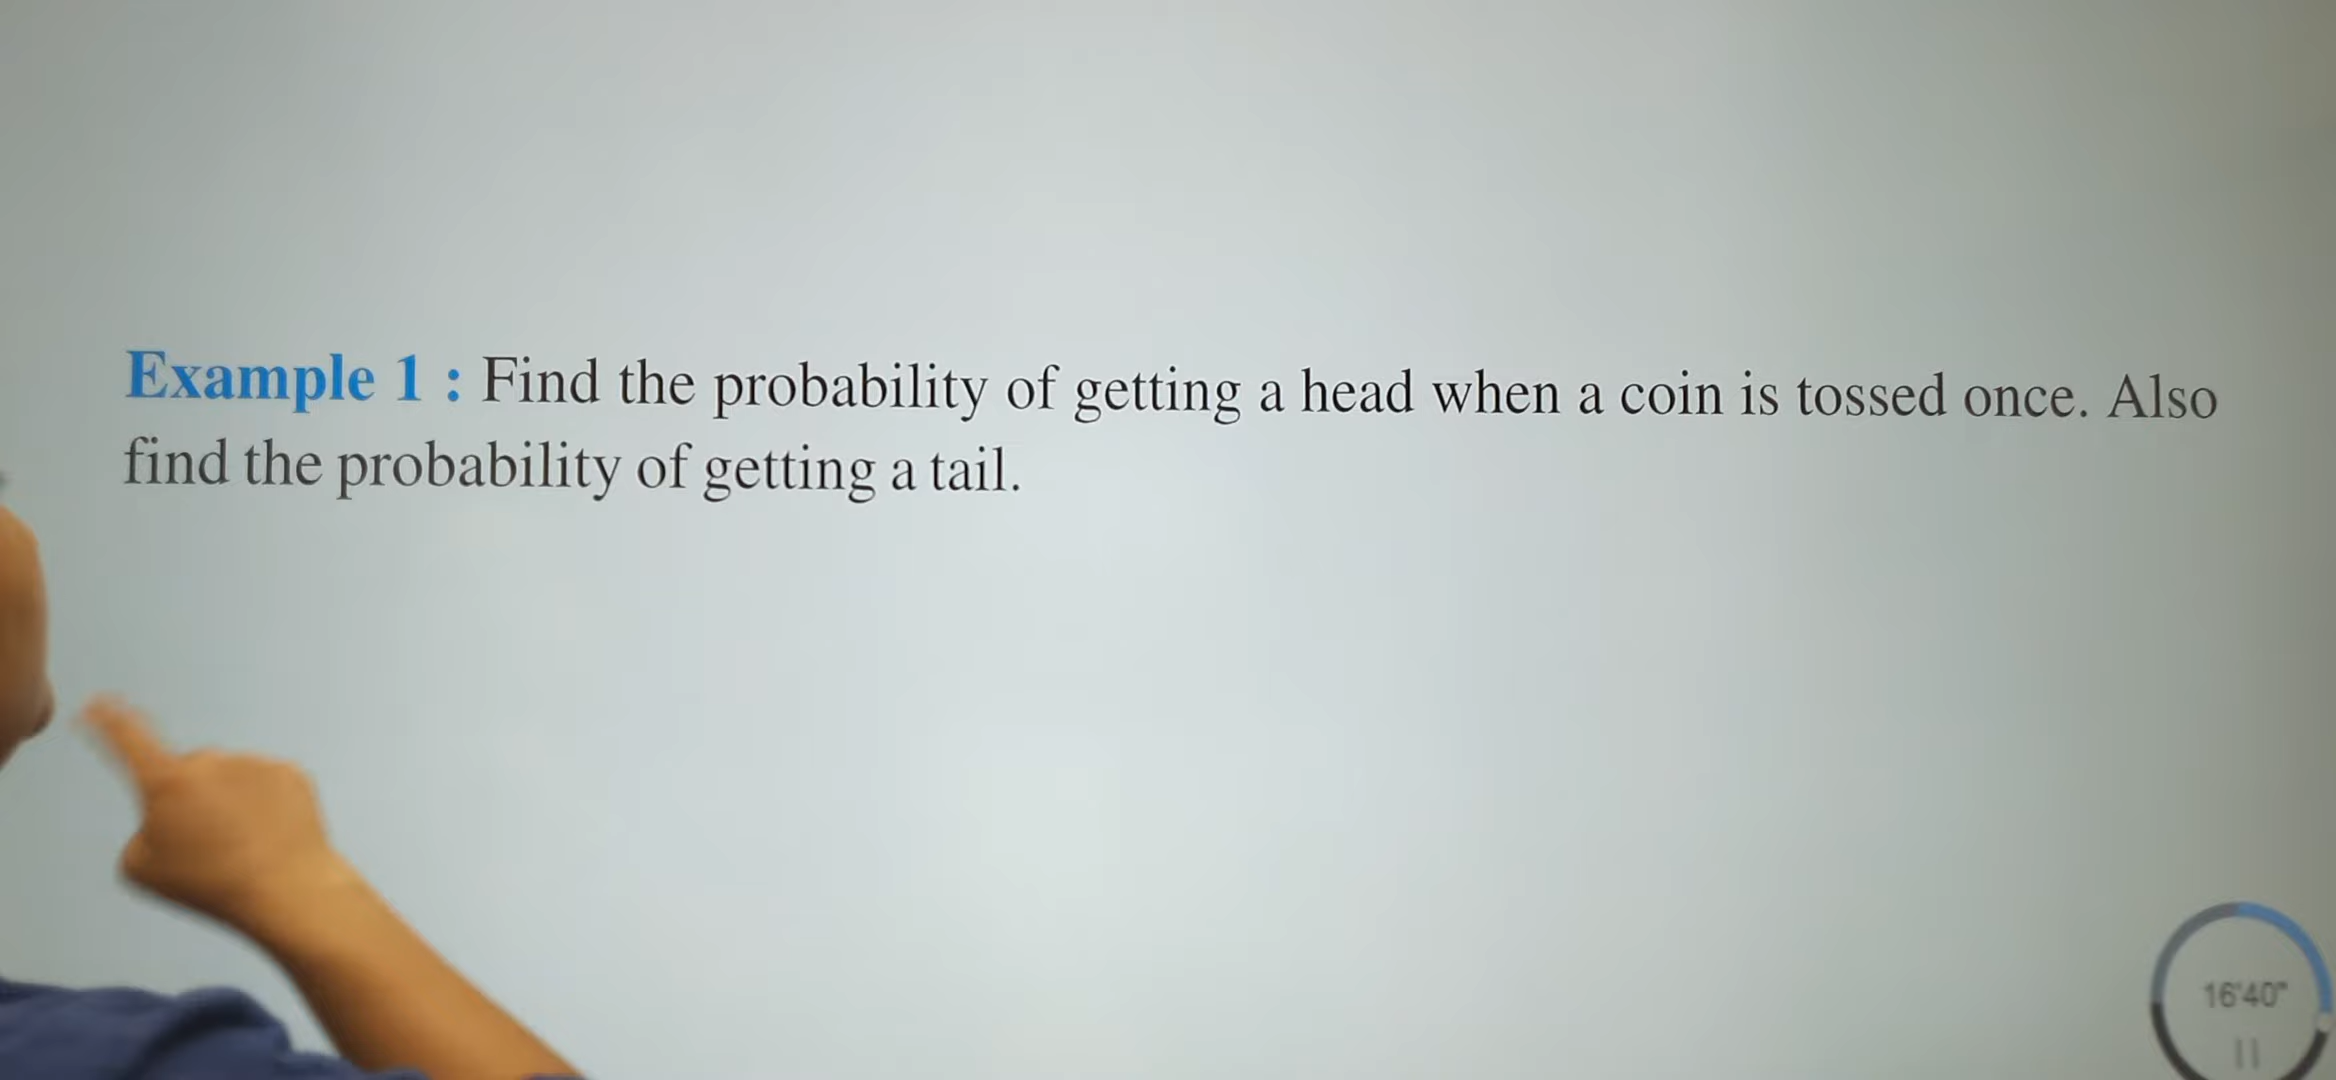 Example 1 : Find the probability of getting a head when a coin is tossed once. Also
find the probability of getting a tail.
16'40"